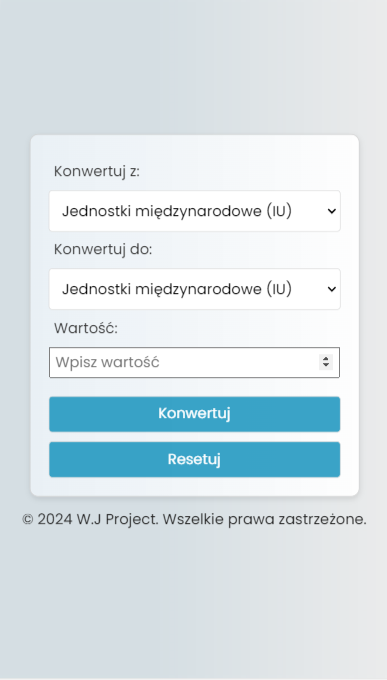 Konwertuj z:
Jednostki międzynarodowe (IU)
Konwertuj do:
Jednostki międzynarodowe (IU)
Wartość:
Wpisz wartość
Konwertuj
Resetuj
© 2024 W.J Project. Wszelkie prawa zastrzeżone.